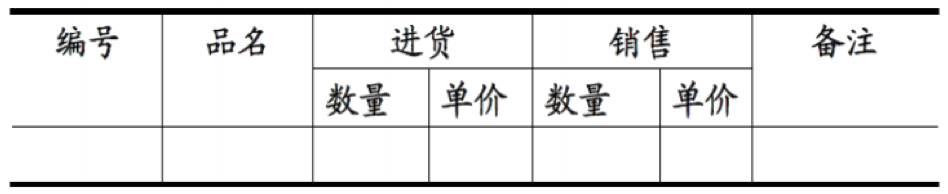 编号 品名 进货 销售 备注
数量 单价 数量 单价